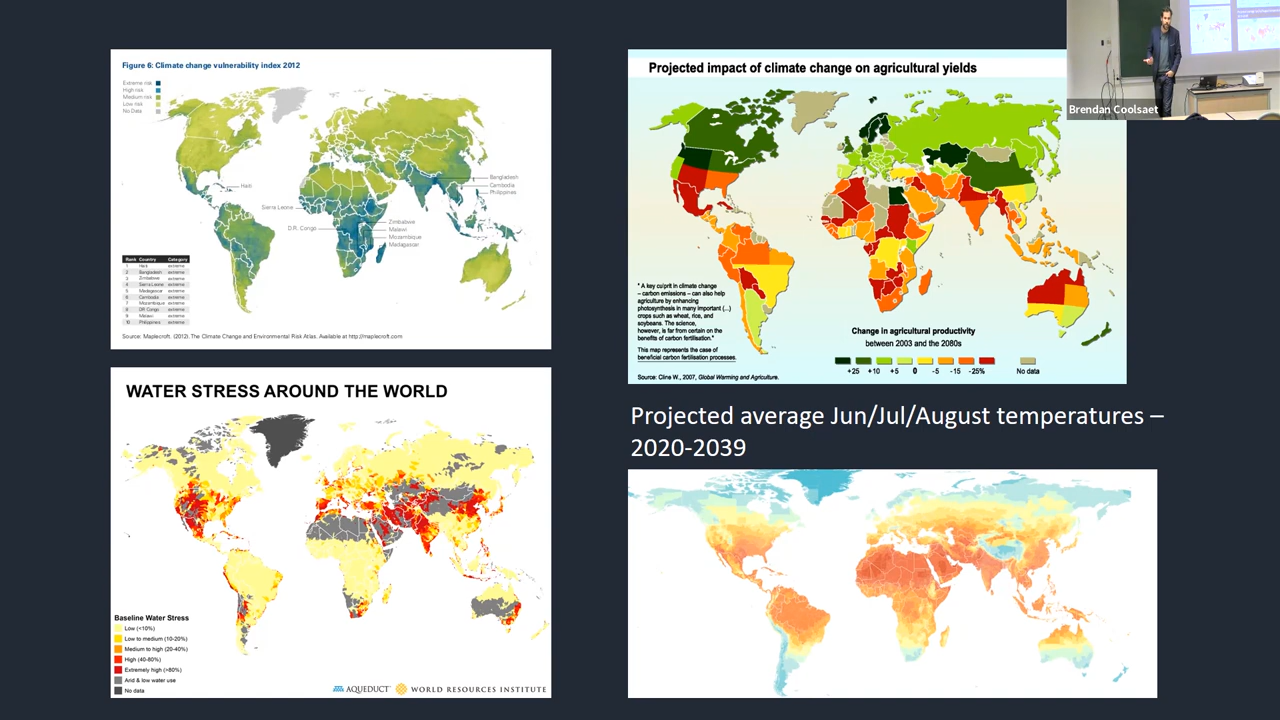 Figure 6: Climate change vulnerability index 2012
Extreme risk
High risk
Medium risk
Low risk
No Data
Haiti
Sierra Leone
D.R. Congo
Bangladesh
Cambodia
Philippines
Zimbabwe
Malawi
Mozambique
Madagascar
Rank Country Category
1 Haiti extreme
2 Bangladesh extreme
3 Zimbabwe extreme
4 Sierra Leone extreme
5 Madagascar extreme
6 Cambodia extreme
7 Mozambique extreme
8 DR Congo extreme
9 Malawi extreme
10 Philippines extreme
Source: Maplecroft. (2012). The Climate Change and Environmental Risk Atlas. Available at http://maplecroft.com
Projected impact of climate change on agricultural yields
" A key culprit in climate change
– carbon emissions – can also help
agriculture by enhancing
photosynthesis in many important (...)
crops such as wheat, rice, and
soybeans. The science,
however, is far from certain on the
benefits of carbon fertilisation."
This map represents the case of
beneficial carbon fertilisation processes.
Source: Cline W., 2007, Global Warming and Agriculture.
Change in agricultural productivity
between 2003 and the 2080s
+25 +10 +5 0 -5 -15 -25% No data
Brendan Coolsaet
WATER STRESS AROUND THE WORLD
Baseline Water Stress
Low (<10%)
Low to medium (10-20%)
Medium to high (20-40%)
High (40-80%)
Extremely high (>80%)
Arid & low water use
No data
AQUEDUCT WORLD RESOURCES INSTITUTE
Projected average Jun/Jul/August temperatures –
2020-2039